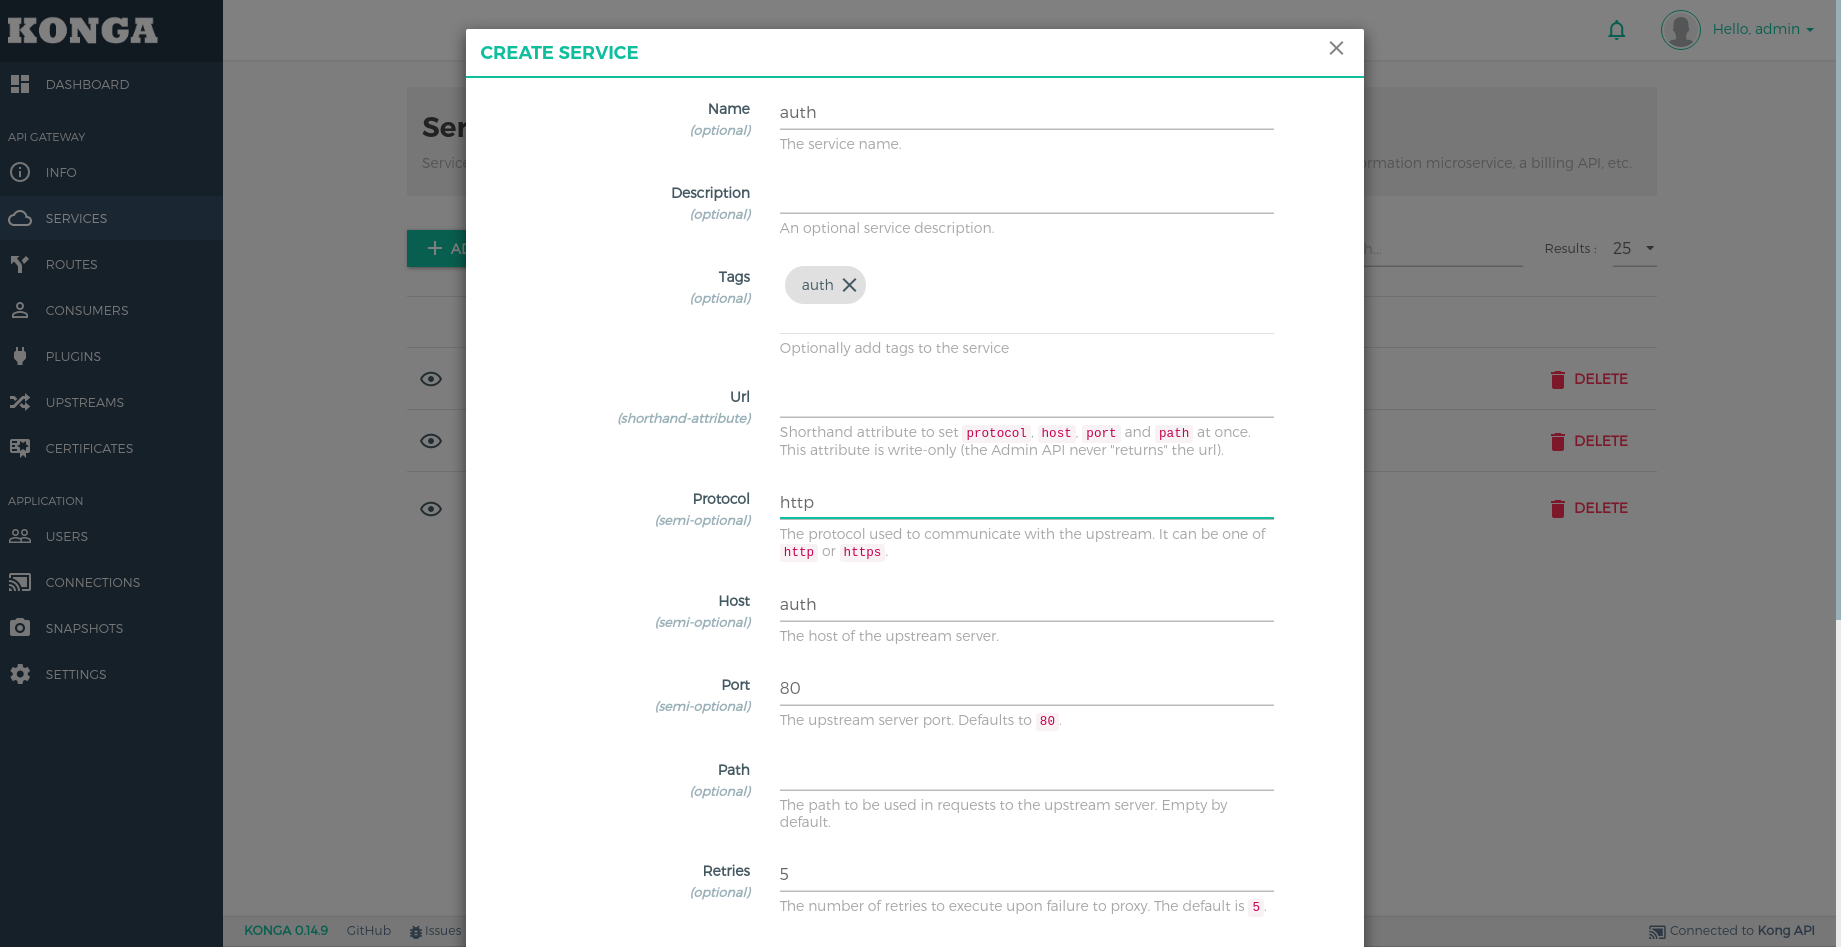 KONGA
Hello, admin
DASHBOARD
API GATEWAY
INFO
SERVICES
ROUTES
CONSUMERS
PLUGINS
UPSTREAMS
CERTIFICATES
APPLICATION
USERS
CONNECTIONS
SNAPSHOTS
SETTINGS
Ser
Service
ormation microservice, a billing API, etc.
AD
h...
Results :
25
DELETE
DELETE
DELETE
CREATE SERVICE
Name
(optional)
auth
The service name.
Description
(optional)
An optional service description.
Tags
(optional)
auth
Optionally add tags to the service
Url
(shorthand-attribute)
Shorthand attribute to set protocol, host, port and path at once.
This attribute is write-only (the Admin API never "returns" the url).
Protocol
(semi-optional)
http
The protocol used to communicate with the upstream. It can be one of
http or https.
Host
(semi-optional)
auth
The host of the upstream server.
Port
(semi-optional)
80
The upstream server port. Defaults to 80.
Path
(optional)
The path to be used in requests to the upstream server. Empty by
default.
Retries
(optional)
5
The number of retries to execute upon failure to proxy. The default is 5.
KONGA 0.14.9
GitHub
Issues
Connected to Kong API